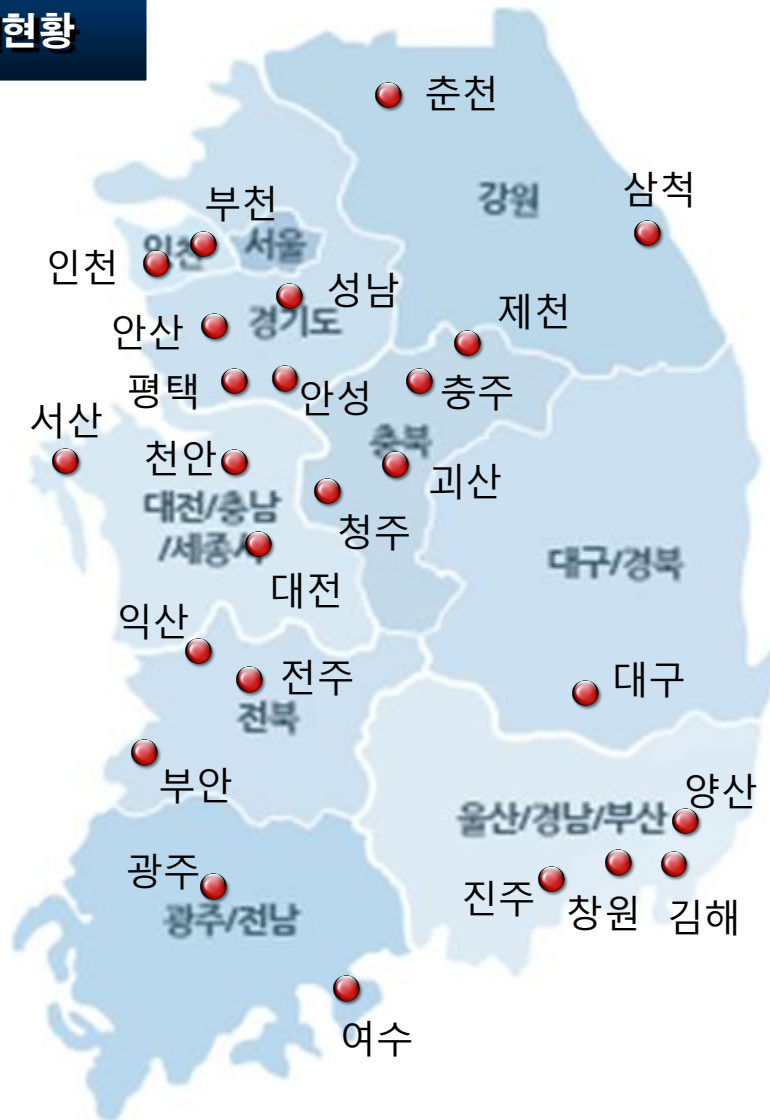 현황
춘천
강원
삼척
부천
인천
서울
인천
성남
경기도
안산
제천
평택
안성
충주
서산
충북
천안
괴산
대전/충남
/세종시
청주
대구/경북
대전
익산
전주
대구
전북
부안
양산
울산/경남/부산
광주
진주
창원
김해
광주/전남
여수